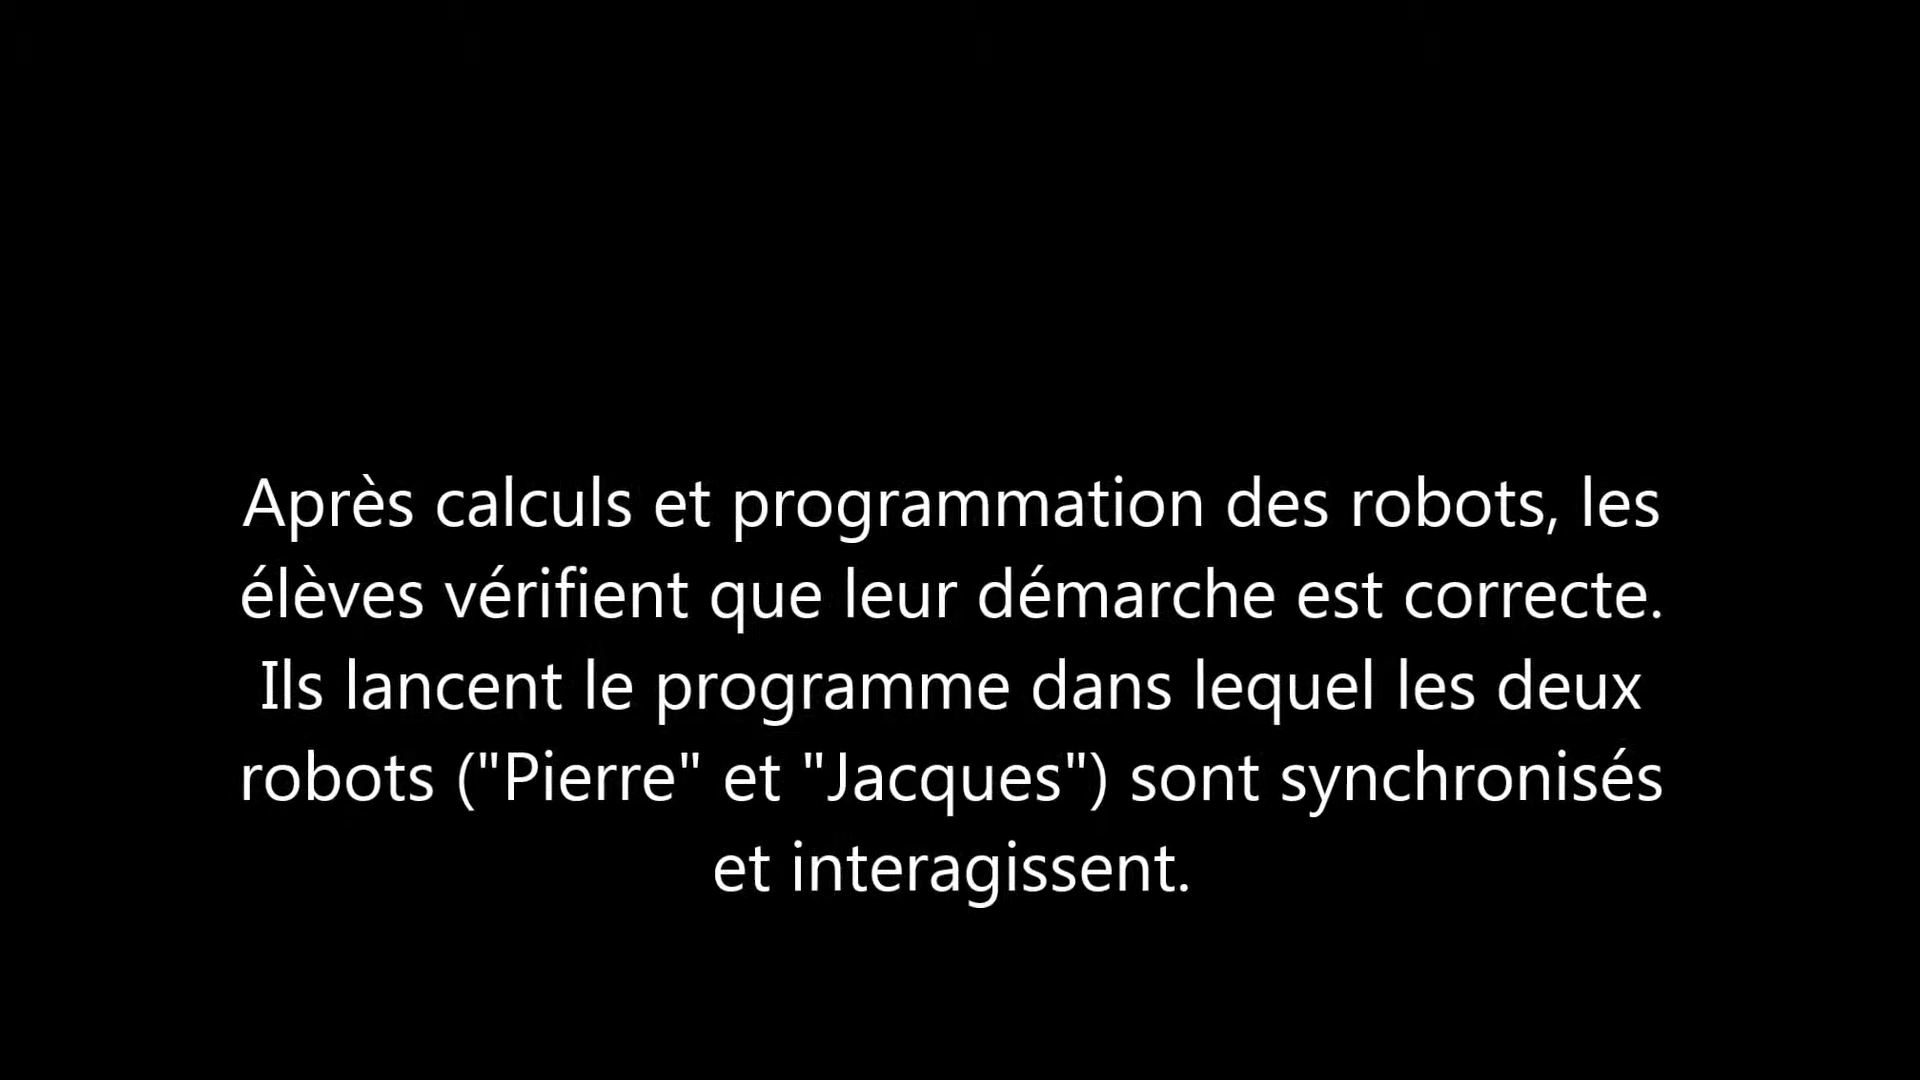 Après calculs et programmation des robots, les
élèves vérifient que leur démarche est correcte.
Ils lancent le programme dans lequel les deux
robots ("Pierre" et "Jacques") sont synchronisés
et interagissent.